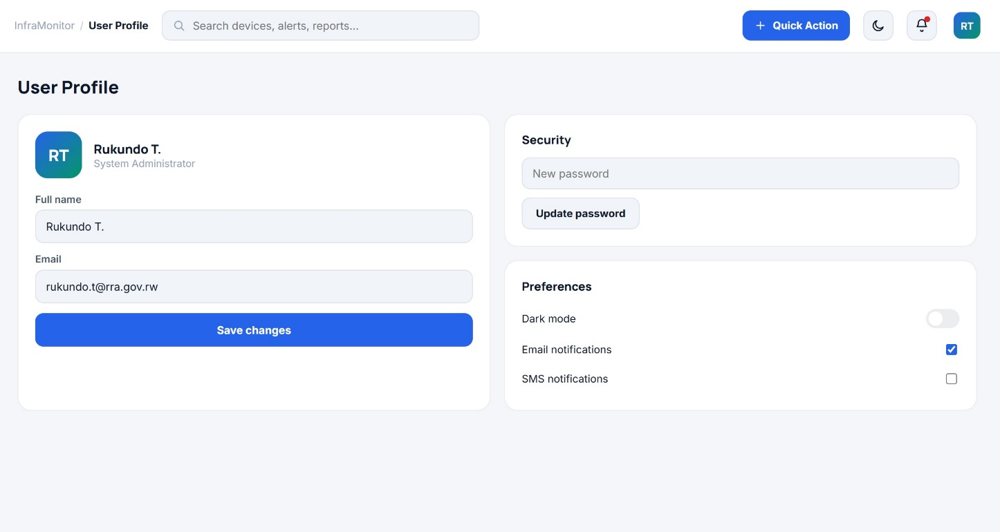 InfraMonitor / User Profile
Search devices, alerts, reports...
+ Quick Action
RT
User Profile
RT
Rukundo T.
System Administrator
Full name
Rukundo T.
Email
rukundo.t@rra.gov.rw
Save changes
Security
New password
Update password
Preferences
Dark mode
Email notifications
SMS notifications